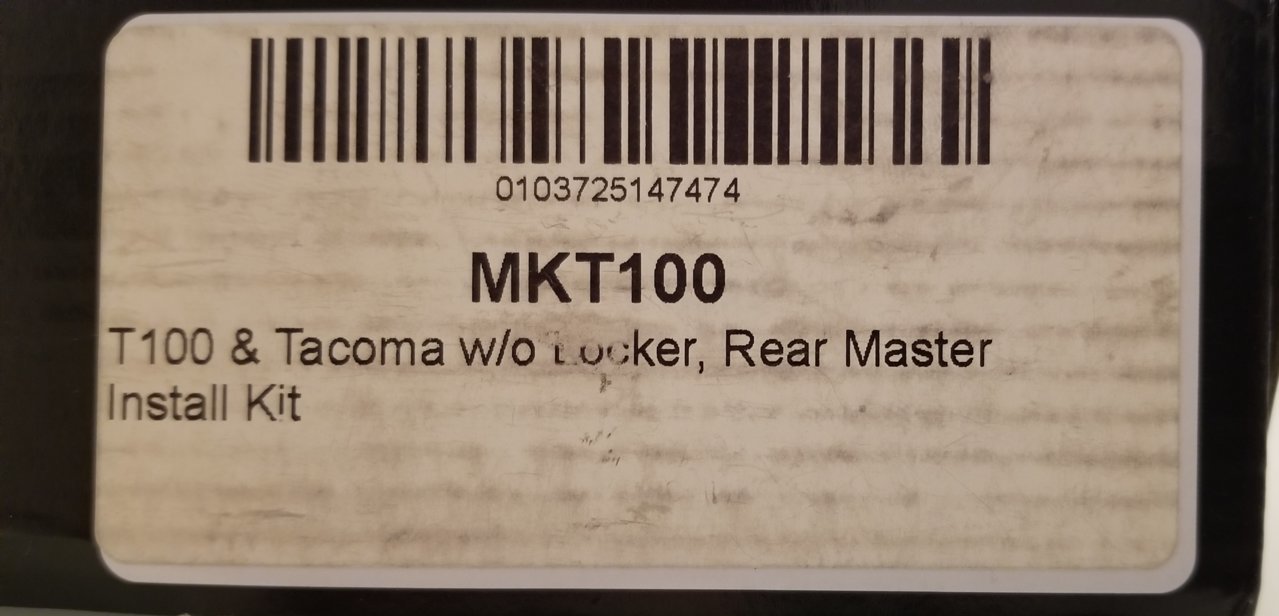 0103725147474
MKT100
T100 & Tacoma w/o Locker, Rear Master
Install Kit